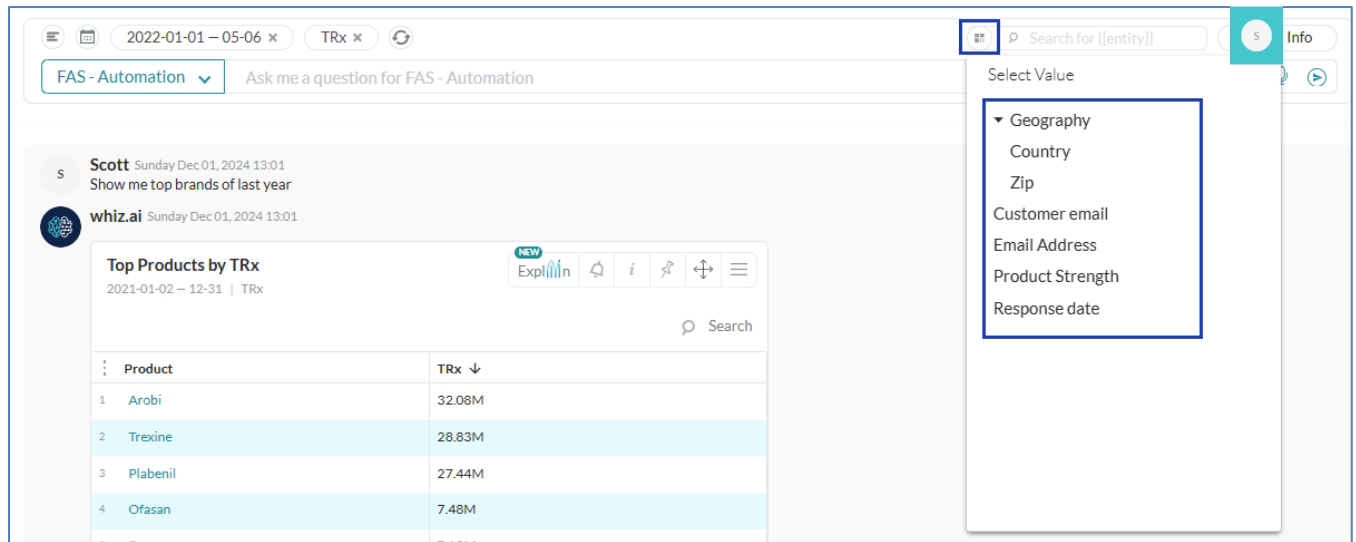 2022-01-01 — 05-06 × TRx × Search for [[entity]] S Info
FAS - Automation Ask me a question for FAS - Automation
Select Value
Geography
Country
Zip
Customer email
Email Address
Product Strength
Response date
S Scott Sunday Dec 01, 2024 13:01
Show me top brands of last year
whiz.ai Sunday Dec 01, 2024 13:01
Top Products by TRx
2021-01-02 — 12-31 | TRx
NEW
Explain i
Search
Product TRx ↓
1 Arobi 32.08M
2 Trexine 28.83M
3 Plabenil 27.44M
4 Ofasan 7.48M